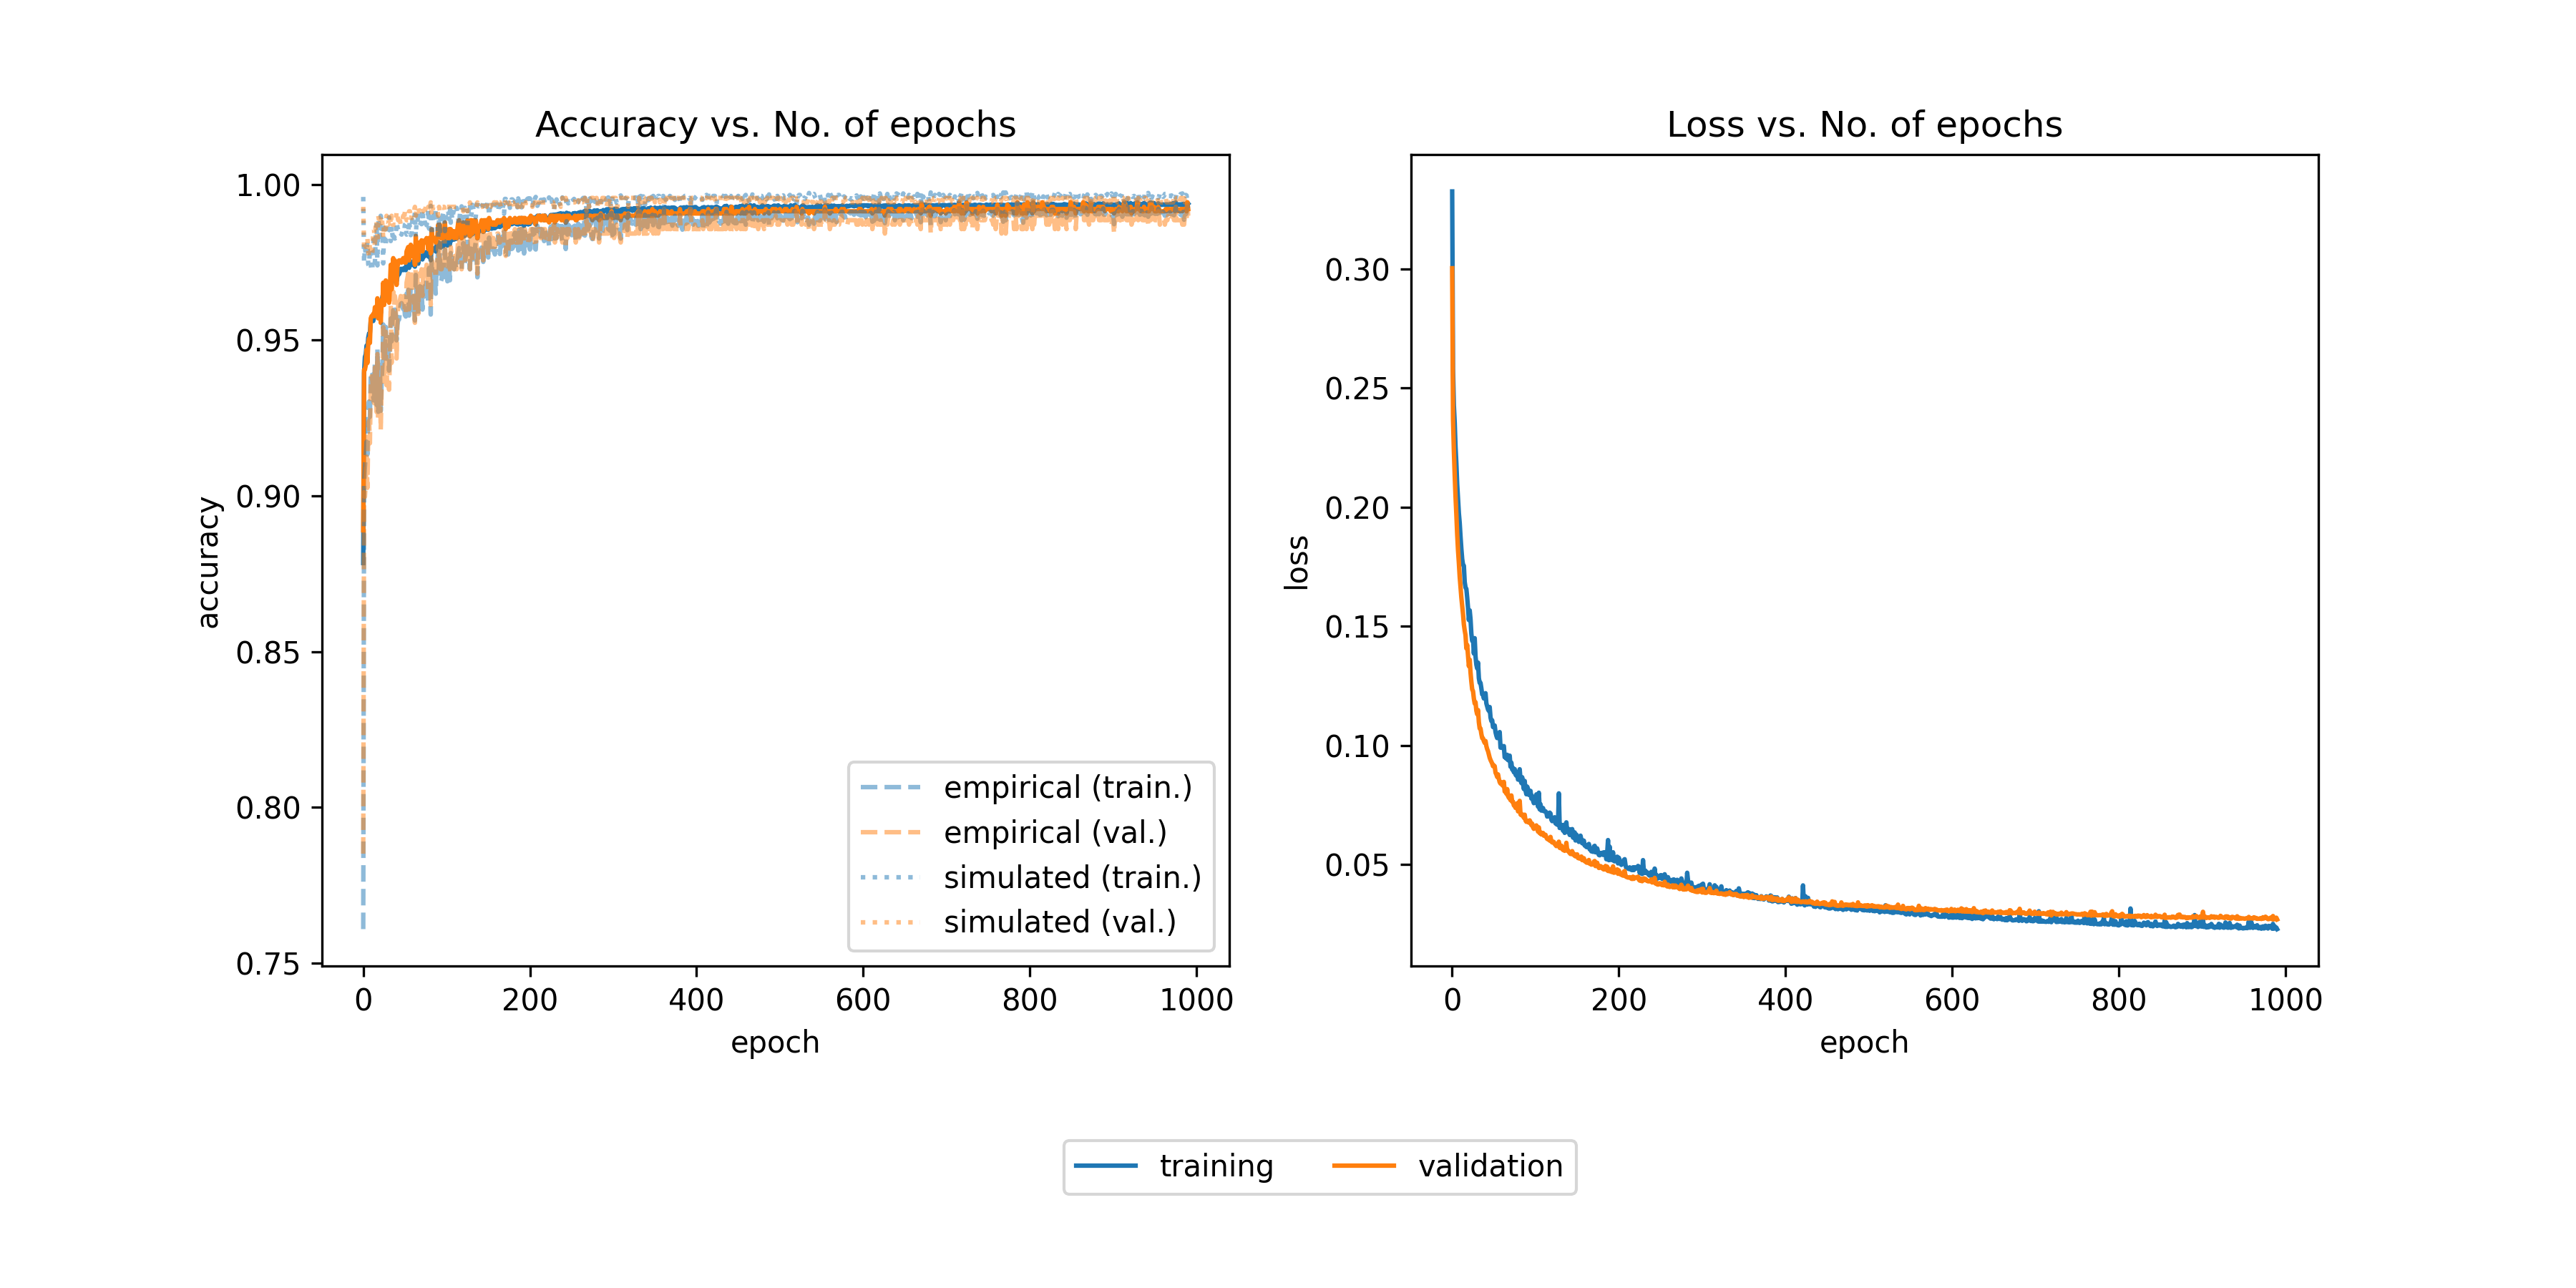 Accuracy vs. No. of epochs
1.00
0.95
0.90
0.85
0.80
0.75
accuracy
empirical (train.)
empirical (val.)
simulated (train.)
simulated (val.)
0 200 400 600 800 1000
epoch
Loss vs. No. of epochs
0.30
0.25
0.20
0.15
0.10
0.05
loss
0 200 400 600 800 1000
epoch
training validation